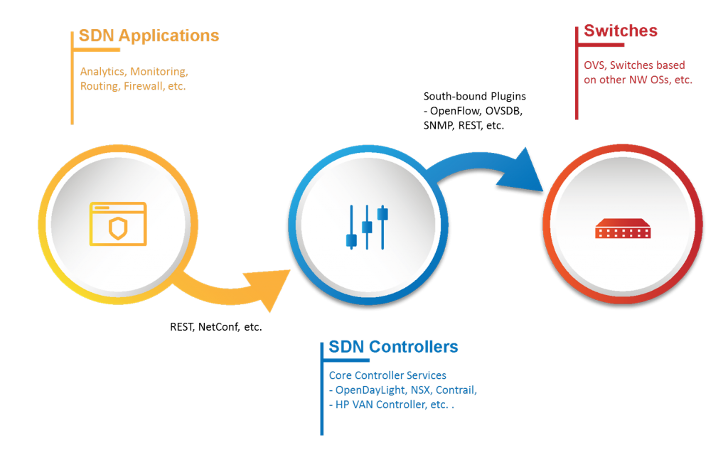 SDN Applications
Analytics, Monitoring,
Routing, Firewall, etc.
REST, NetConf, etc.
SDN Controllers
Core Controller Services
- OpenDayLight, NSX, Contrail,
- HP VAN Controller, etc. .
South-bound Plugins
- OpenFlow, OVSDB,
SNMP, REST, etc.
Switches
OVS, Switches based
on other NW OSs, etc.